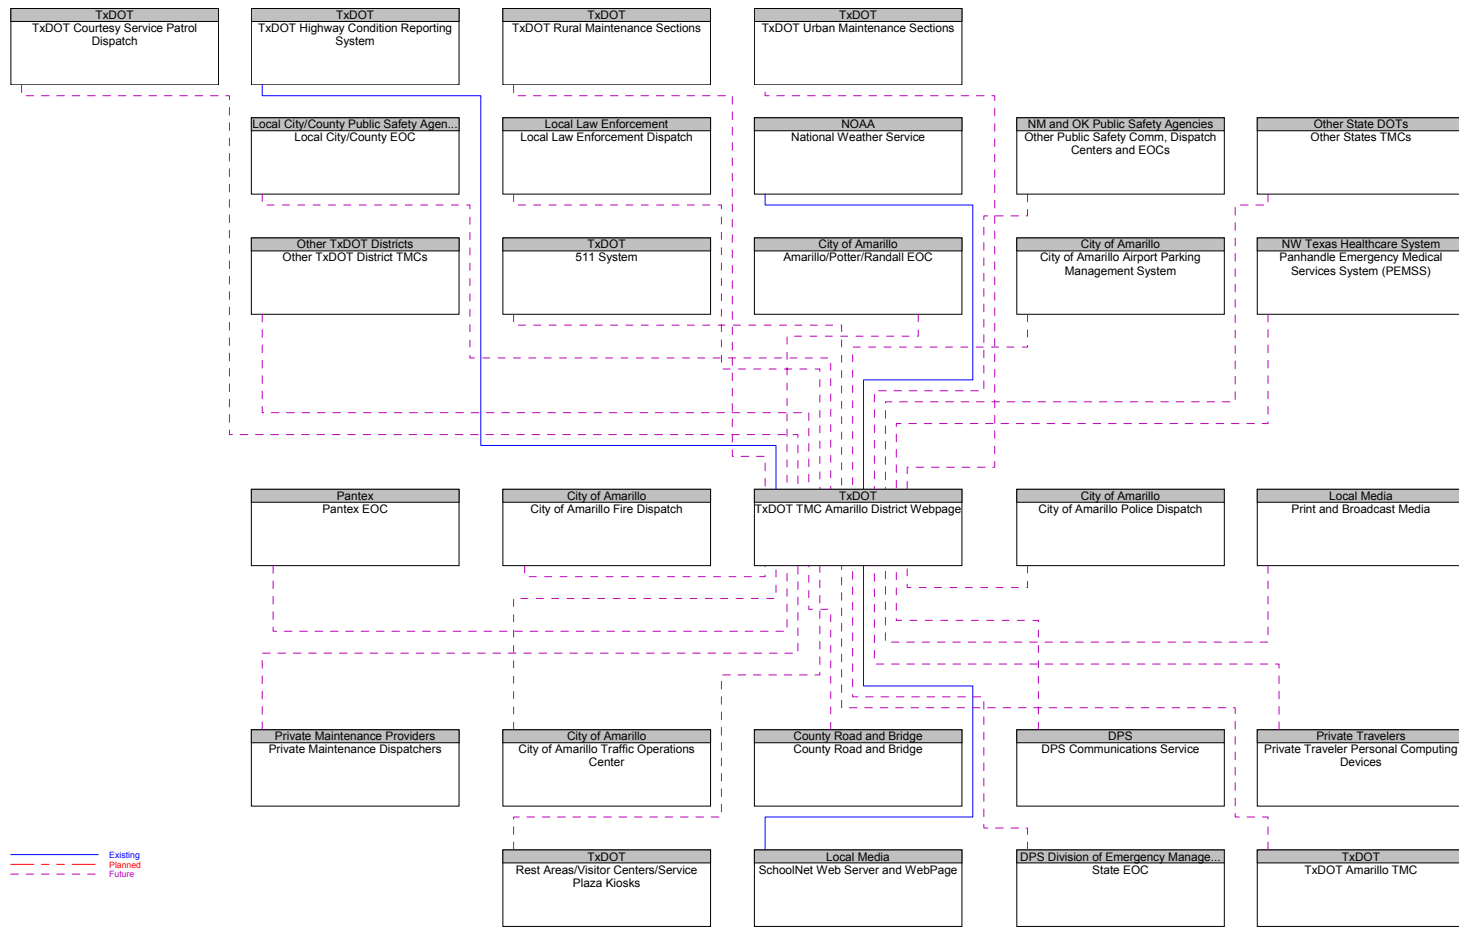 TxDOT
TxDOT Courtesy Service Patrol
Dispatch
TxDOT
TxDOT Highway Condition Reporting
System
TxDOT
TxDOT Rural Maintenance Sections
TxDOT
TxDOT Urban Maintenance Sections
Local City/County Public Safety Agen...
Local City/County EOC
Local Law Enforcement
Local Law Enforcement Dispatch
NOAA
National Weather Service
NM and OK Public Safety Agencies
Other Public Safety Comm, Dispatch
Centers and EOCs
Other State DOTs
Other States TMCs
Other TxDOT Districts
Other TxDOT District TMCs
TxDOT
511 System
City of Amarillo
Amarillo/Potter/Randall EOC
City of Amarillo
City of Amarillo Airport Parking
Management System
NW Texas Healthcare System
Panhandle Emergency Medical
Services System (PEMSS)
Pantex
Pantex EOC
City of Amarillo
City of Amarillo Fire Dispatch
TxDOT
TxDOT TMC Amarillo District Webpage
City of Amarillo
City of Amarillo Police Dispatch
Local Media
Print and Broadcast Media
Private Maintenance Providers
Private Maintenance Dispatchers
City of Amarillo
City of Amarillo Traffic Operations
Center
County Road and Bridge
County Road and Bridge
DPS
DPS Communications Service
Private Travelers
Private Traveler Personal Computing
Devices
TxDOT
Rest Areas/Visitor Centers/Service
Plaza Kiosks
Local Media
SchoolNet Web Server and WebPage
DPS Division of Emergency Manage...
State EOC
TxDOT
TxDOT Amarillo TMC
Existing
Planned
Future